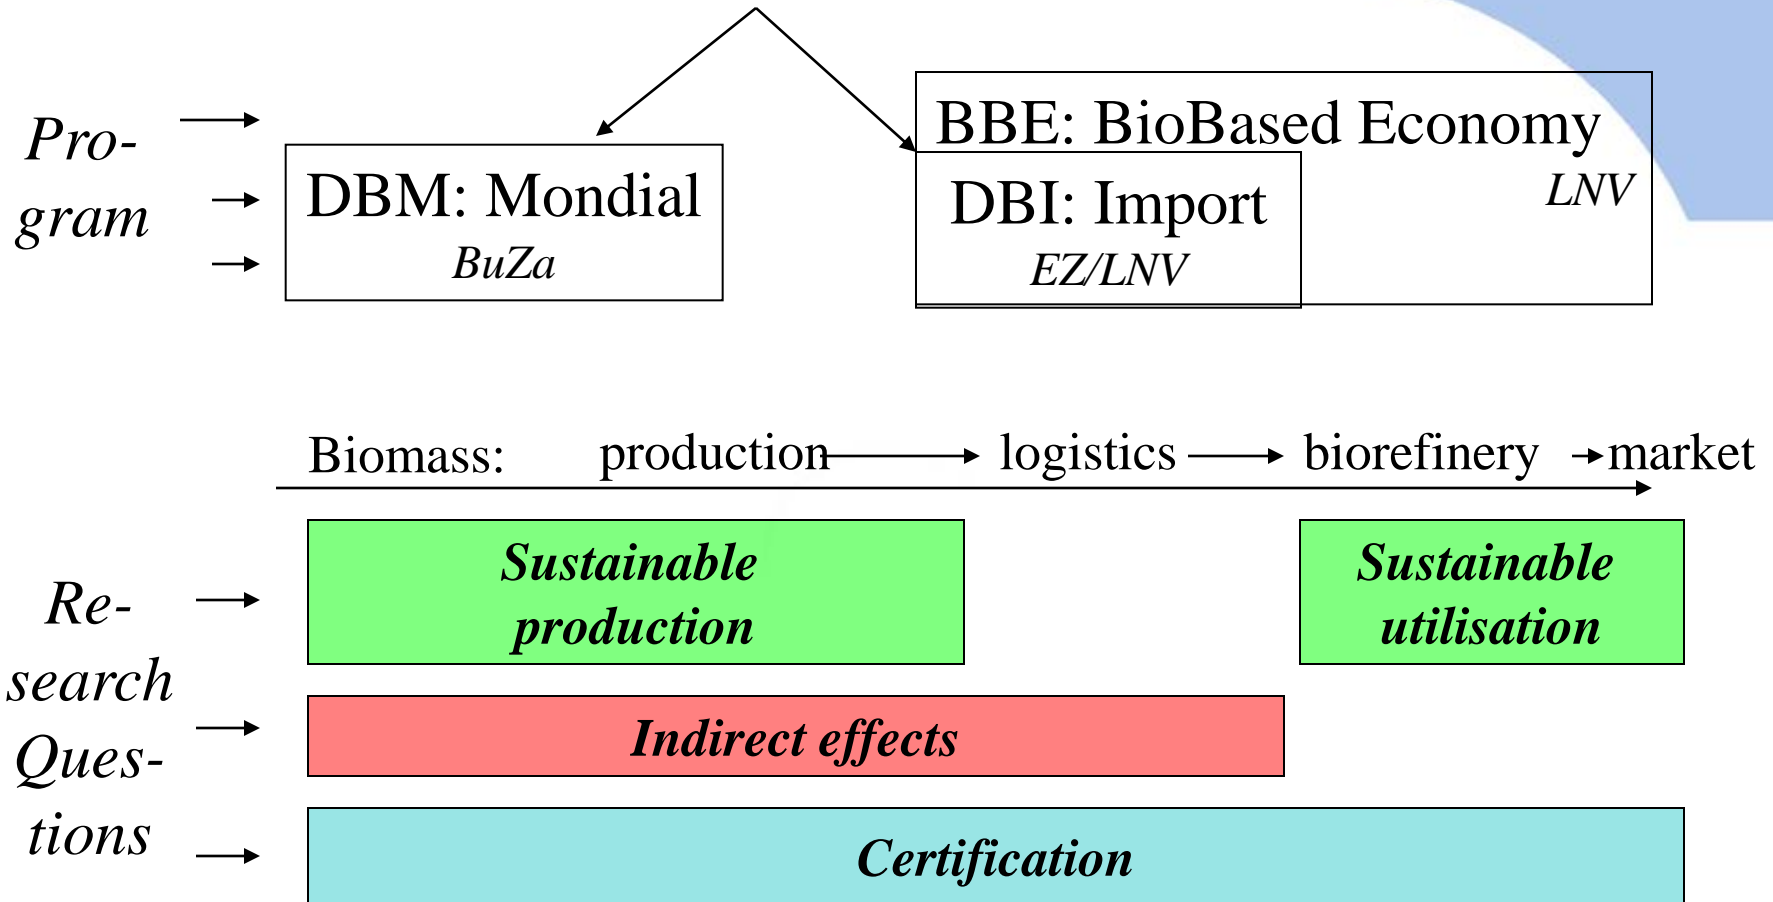 Pro-
gram
DBM: Mondial
BuZa
BBE: BioBased Economy
LNV
DBI: Import
EZ/LNV
Biomass: production logistics biorefinery market
Re-
search
Ques-
tions
Sustainable
production
Sustainable
utilisation
Indirect effects
Certification